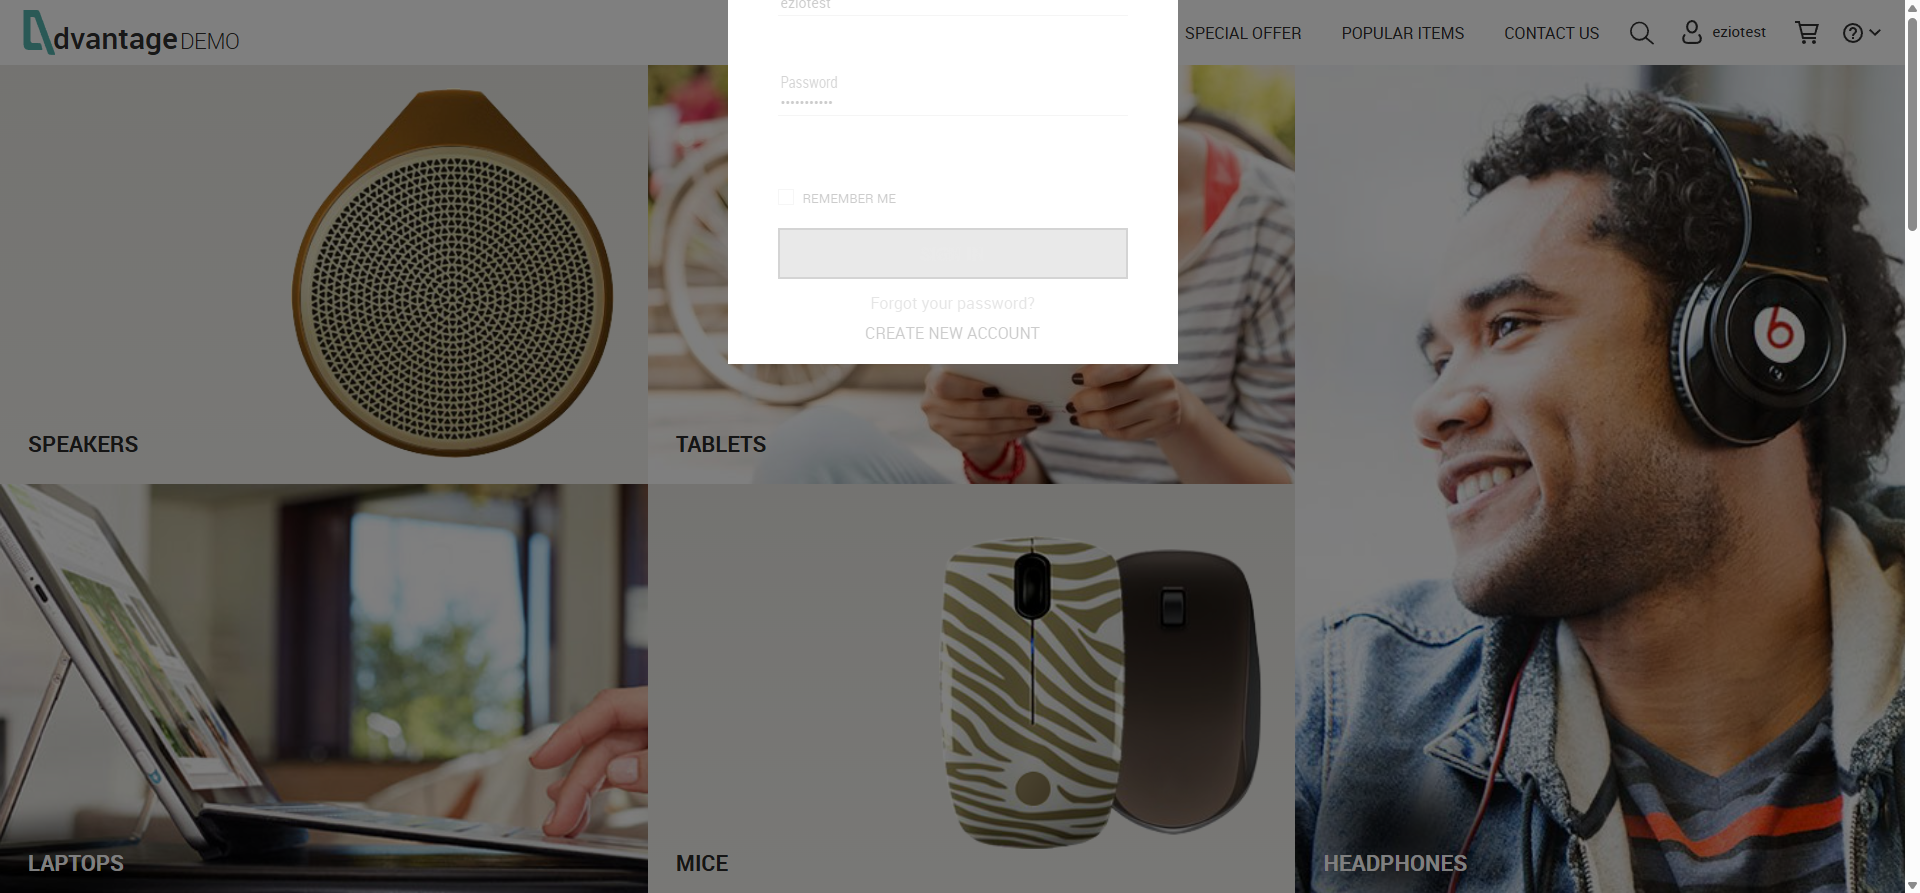 dvantage DEMO
SPECIAL OFFER
POPULAR ITEMS
CONTACT US
eziotest
eziotest
Password
•••••••••••
REMEMBER ME
Forgot your password?
CREATE NEW ACCOUNT
SPEAKERS
TABLETS
LAPTOPS
MICE
HEADPHONES